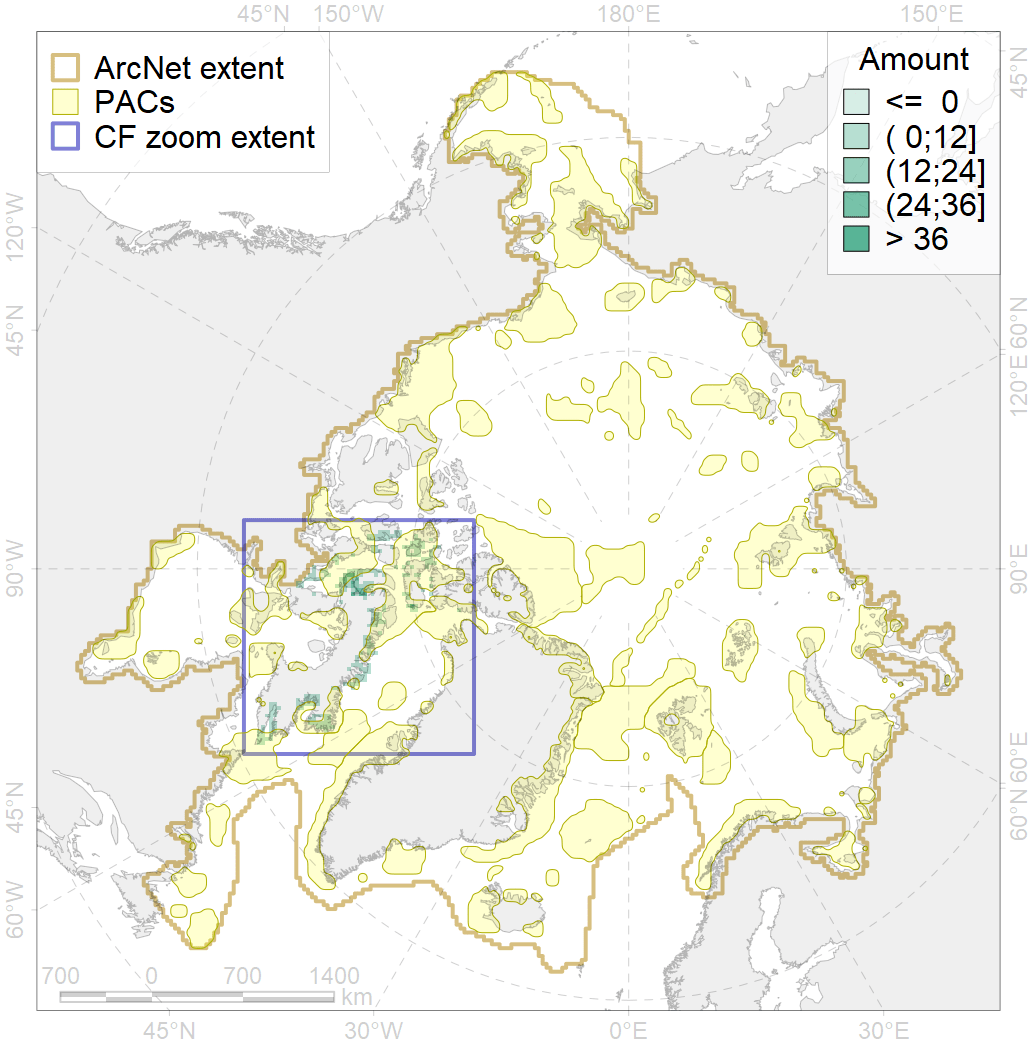 45°N 150°W 180°E 150°E
ArcNet extent
PACs
CF zoom extent
Amount
<= 0
( 0;12]
(12;24]
(24;36]
> 36
45°N
120°W
60°N
45°N
120°E
90°W
90°E
45°N
60°E
60°N
60°W
700 0 700 1400
km
45°W 30°W 0°E 30°E